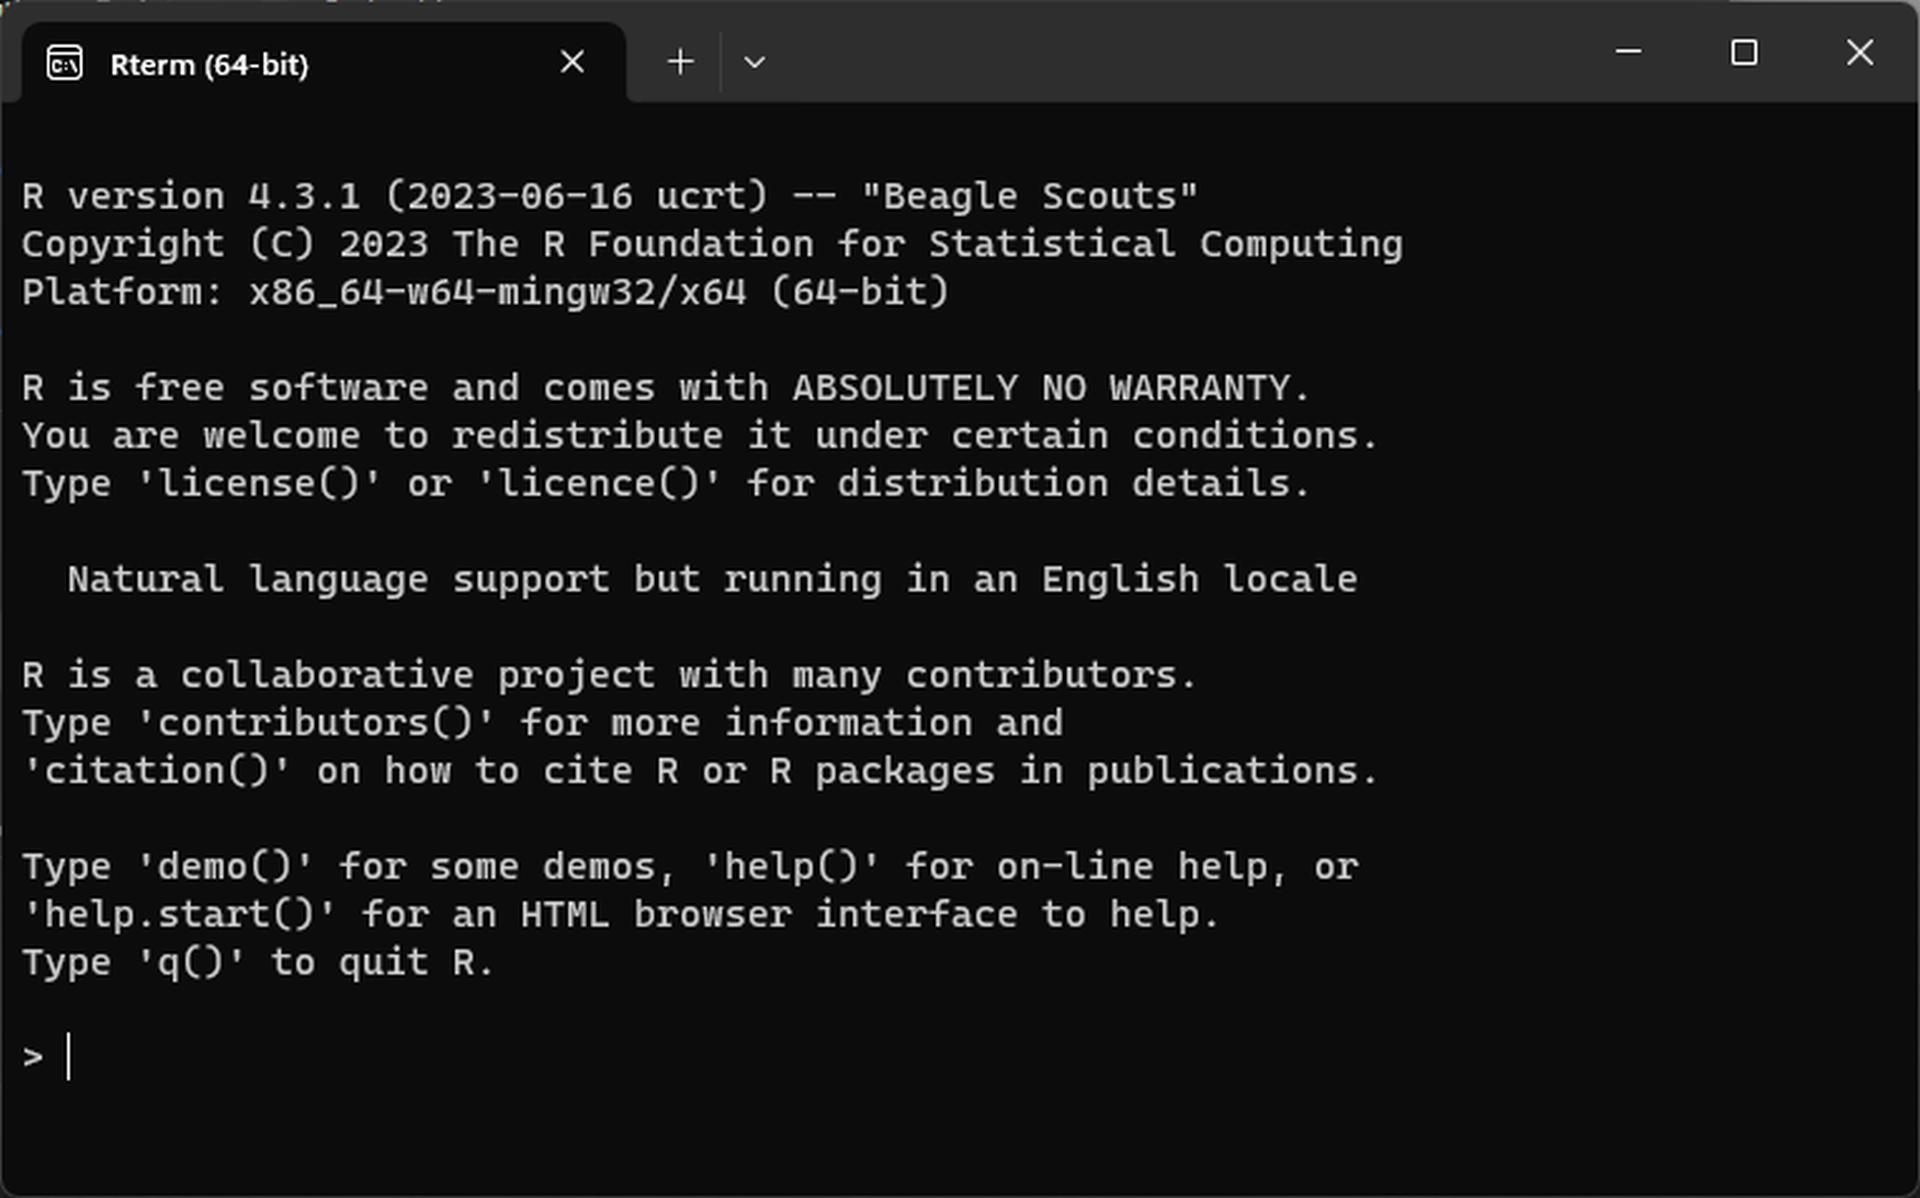 Rterm (64-bit)
R version 4.3.1 (2023-06-16 ucrt) -- "Beagle Scouts"
Copyright (C) 2023 The R Foundation for Statistical Computing
Platform: x86_64-w64-mingw32/x64 (64-bit)
R is free software and comes with ABSOLUTELY NO WARRANTY.
You are welcome to redistribute it under certain conditions.
Type 'license()' or 'licence()' for distribution details.
Natural language support but running in an English locale
R is a collaborative project with many contributors.
Type 'contributors()' for more information and
'citation()' on how to cite R or R packages in publications.
Type 'demo()' for some demos, 'help()' for on-line help, or
'help.start()' for an HTML browser interface to help.
Type 'q()' to quit R.
>